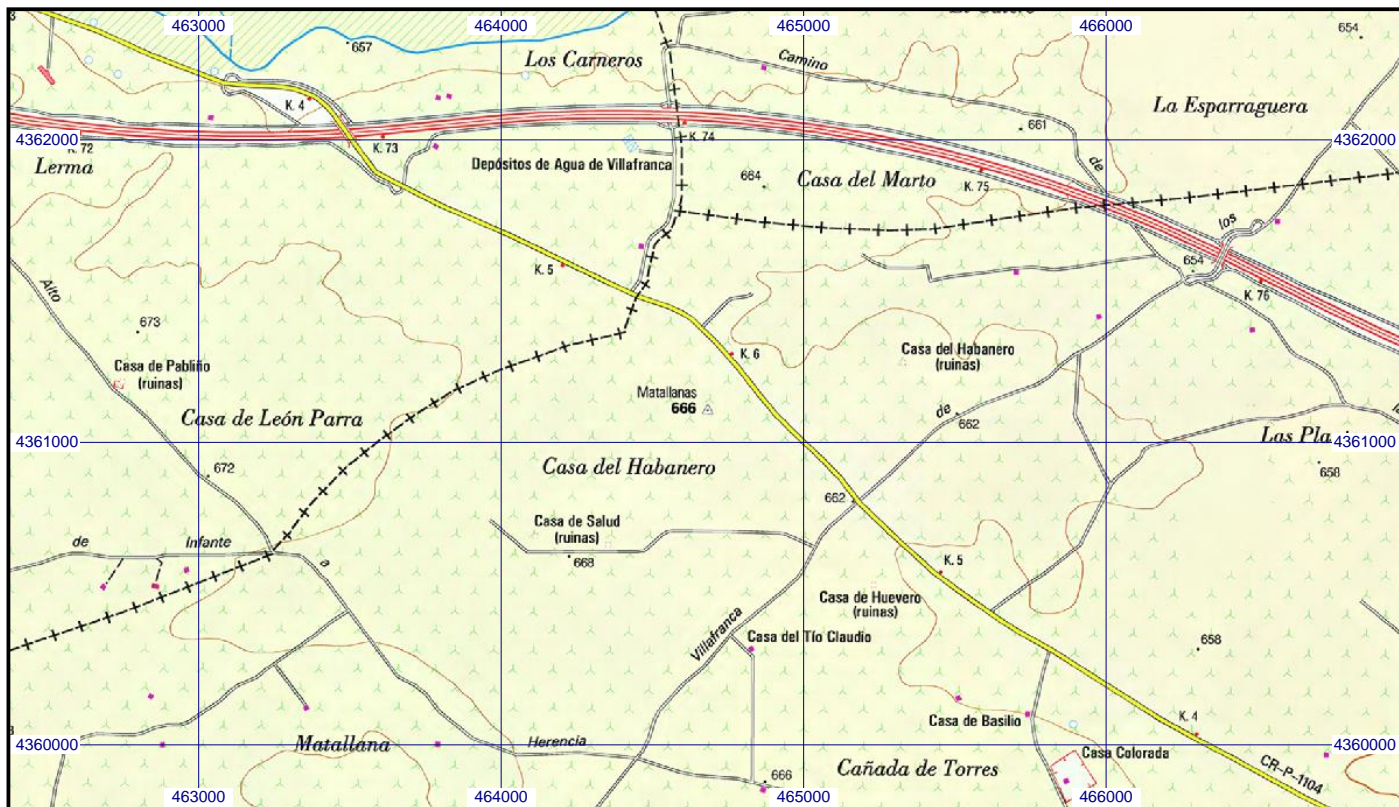 463000
464000
465000
466000
654
657
Los Carneros
Camino
La Esparraguera
K. 4
661
4362000
4362000
K. 72
K. 73
K. 74
Lerma
Depósitos de Agua de Villafranca
de
664
Casa del Marto
K. 75
los
K. 5
654
K. 76
Alto
673
Casa de Pabliño
(ruinas)
K. 6
Casa del Habanero
(ruinas)
Matallanas
666
de
662
Casa de León Parra
4361000
4361000
Las Pla
Casa del Habanero
672
658
662
Casa de Salud
(ruinas)
de
Infante
a
668
K. 5
Casa de Huevero
(ruinas)
Villafranca
Casa del Tío Claudio
658
Casa de Basilio
K. 4
4360000
4360000
Matallana
Herencia
Casa Colorada
Cañada de Torres
666
CR-P-1104
463000
464000
465000
466000